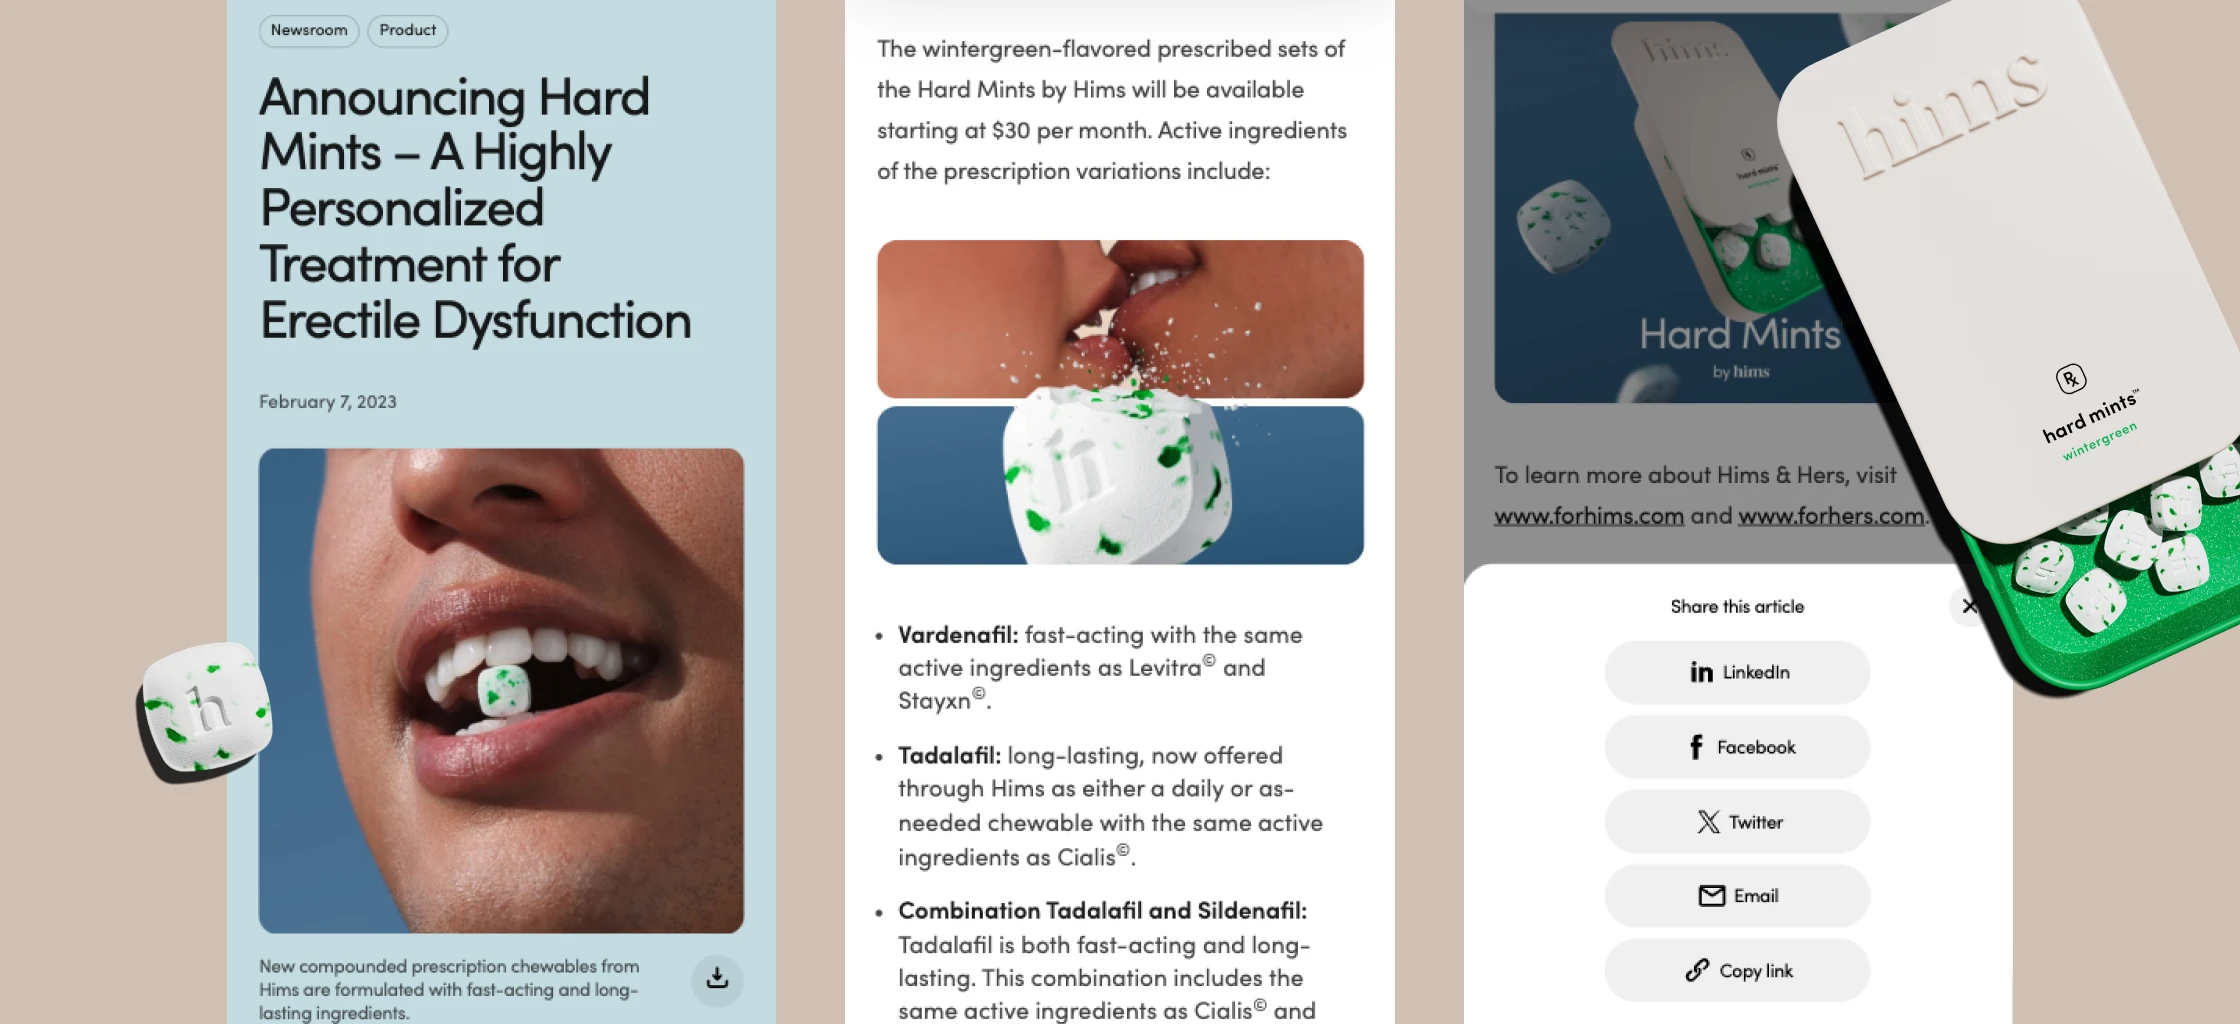 Newsroom
Product
Announcing Hard
Mints – A Highly
Personalized
Treatment for
Erectile Dysfunction
February 7, 2023
h
New compounded prescription chewables from
Hims are formulated with fast-acting and long-
lasting ingredients.
The wintergreen-flavored prescribed sets of
the Hard Mints by Hims will be available
starting at $30 per month. Active ingredients
of the prescription variations include:
h
• Vardenafil: fast-acting with the same
active ingredients as Levitra© and
Stayxn©.
• Tadalafil: long-lasting, now offered
through Hims as either a daily or as-
needed chewable with the same active
ingredients as Cialis©.
• Combination Tadalafil and Sildenafil:
Tadalafil is both fast-acting and long-
lasting. This combination includes the
same active ingredients as Cialis© and
hims
hard mints
Hard Mints
by hims
To learn more about Hims & Hers, visit
www.forhims.com and www.forhers.com.
Share this article
LinkedIn
Facebook
Twitter
Email
Copy link
hims
Rx
hard mints™
wintergreen